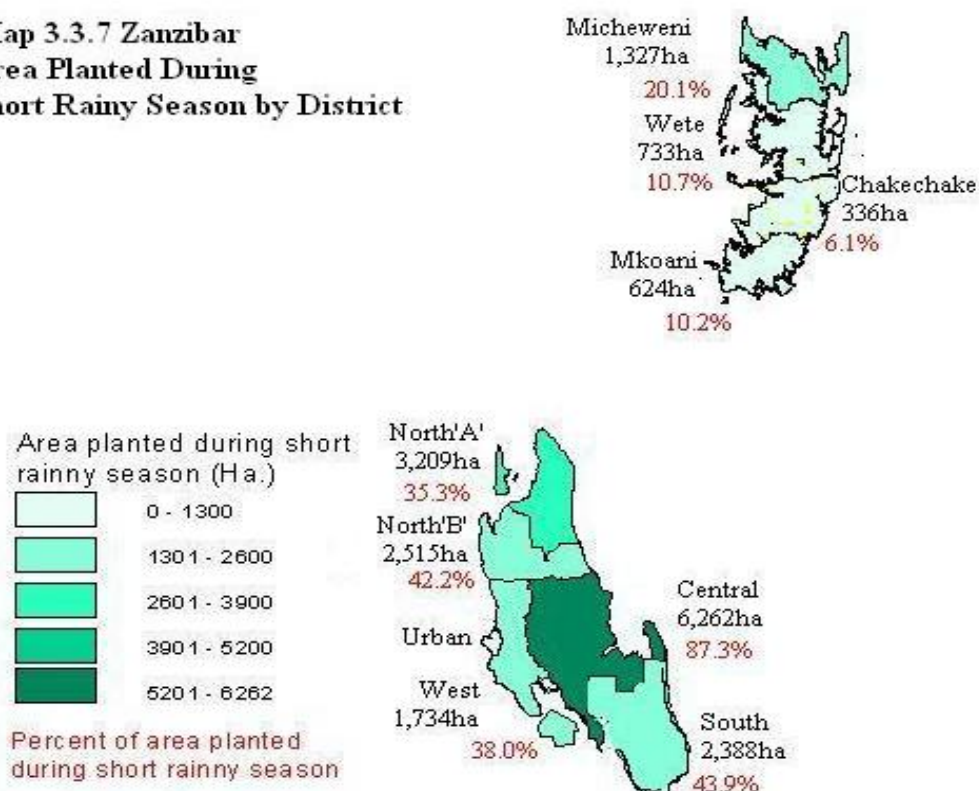 ap 3.3.7 Zanzibar
rea Planted During
ort Rainy Season by District
Micheweni
1,327ha
20.1%
Wete
733ha
10.7%
Chakechake
336ha
6.1%
Mkoani
624ha
10.2%
Area planted during short
rainny season (Ha.)
0 - 1300
1301 - 2600
2601 - 3900
3901 - 5200
5201 - 6262
Percent of area planted
during short rainny season
North'A'
3,209ha
35.3%
North'B'
2,515ha
42.2%
Urban
West
1,734ha
38.0%
Central
6,262ha
87.3%
South
2,388ha
43.9%